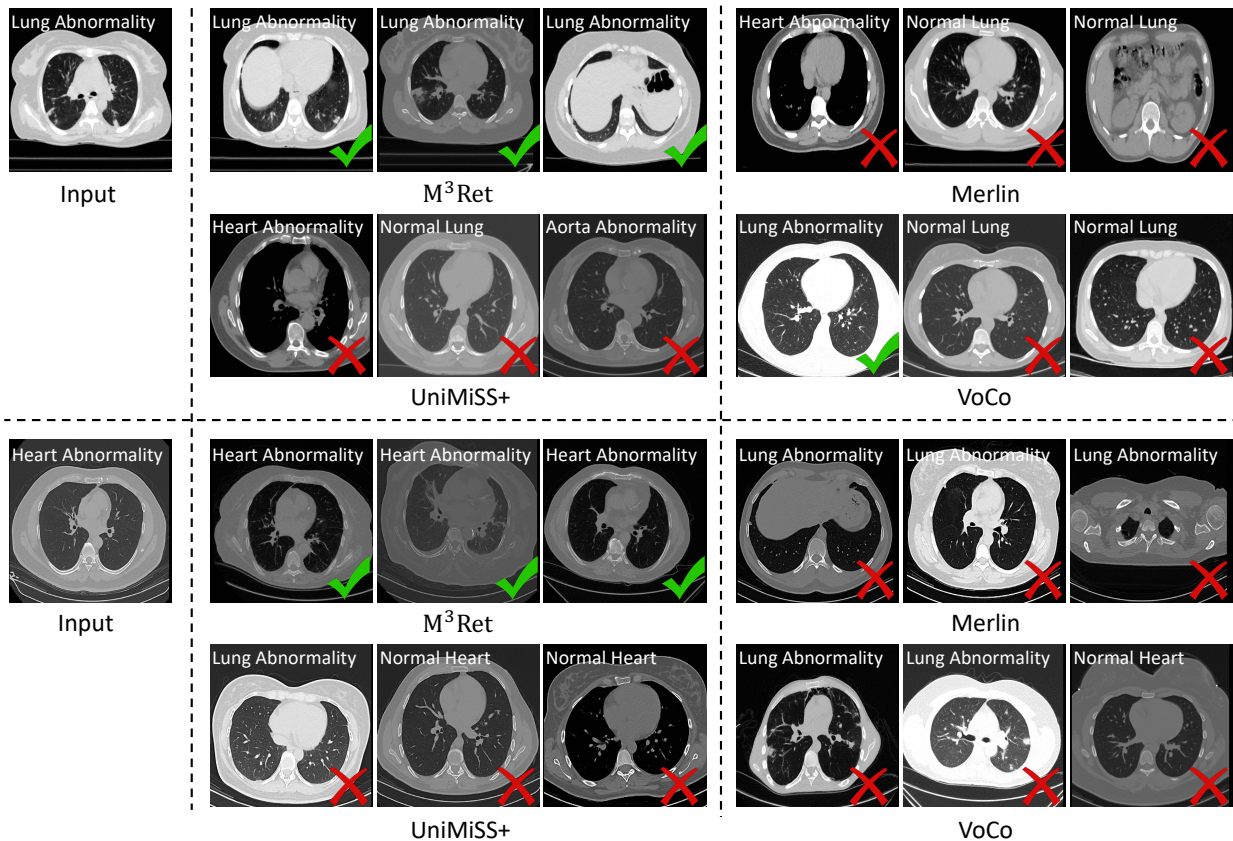 Lung Abnormality
Lung Abnormality Lung Abnormality Lung Abnormality
Heart Abnormality Normal Lung Normal Lung
Input
M³Ret
Merlin
Heart Abnormality Normal Lung Aorta Abnormality
Lung Abnormality Normal Lung Normal Lung
UniMiSS+
VoCo
Heart Abnormality
Heart Abnormality Heart Abnormality Heart Abnormality
Lung Abnormality Lung Abnormality Lung Abnormality
Input
M³Ret
Merlin
Lung Abnormality Normal Heart Normal Heart
Lung Abnormality Lung Abnormality Normal Heart
UniMiSS+
VoCo